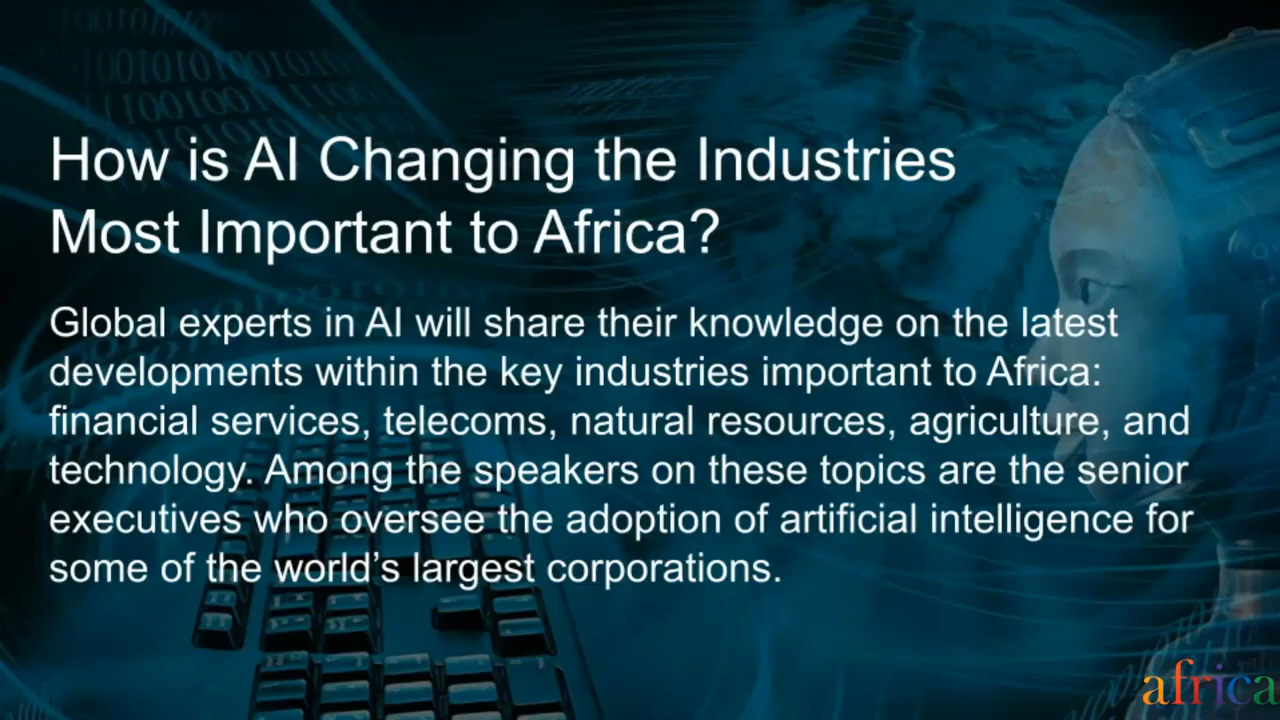 How is AI Changing the Industries
Most Important to Africa?
Global experts in AI will share their knowledge on the latest
developments within the key industries important to Africa:
financial services, telecoms, natural resources, agriculture, and
technology. Among the speakers on these topics are the senior
executives who oversee the adoption of artificial intelligence for
some of the world’s largest corporations.
africa